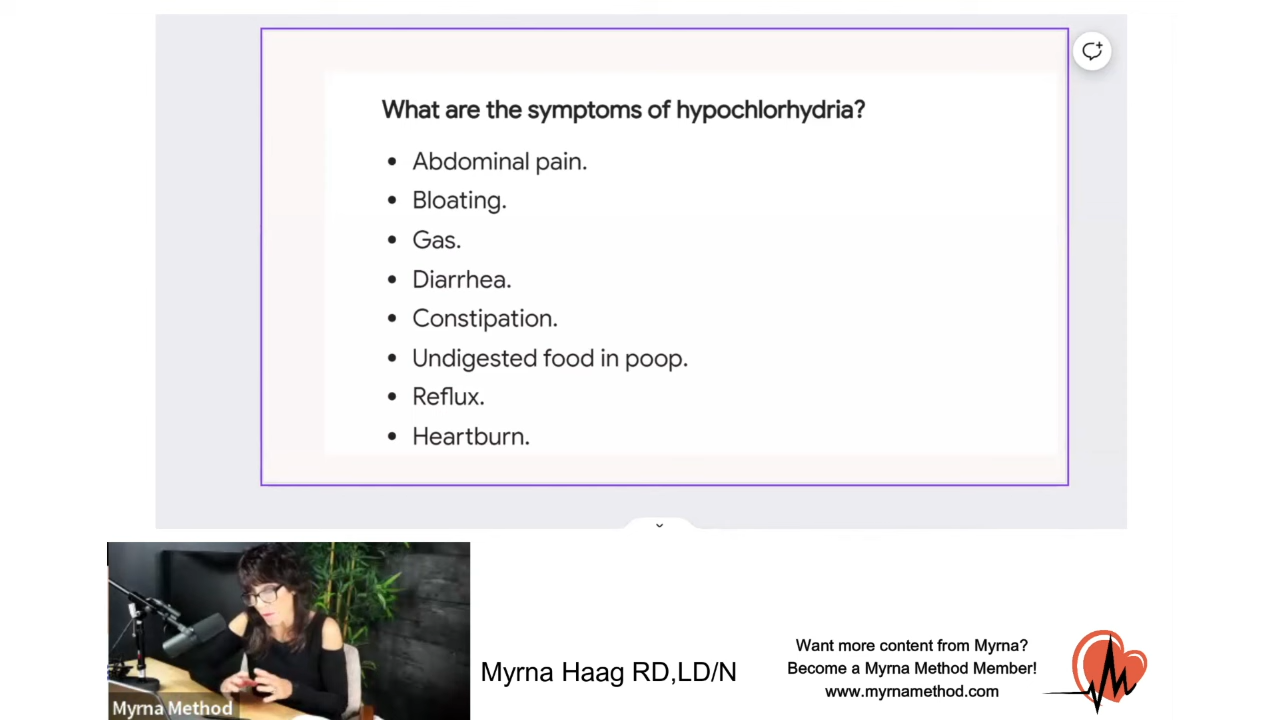 What are the symptoms of hypochlorhydria?
• Abdominal pain.
• Bloating.
• Gas.
• Diarrhea.
• Constipation.
• Undigested food in poop.
• Reflux.
• Heartburn.
Myrna Method
Myrna Haag RD,LD/N
Want more content from Myrna?
Become a Myrna Method Member!
www.myrnamethod.com